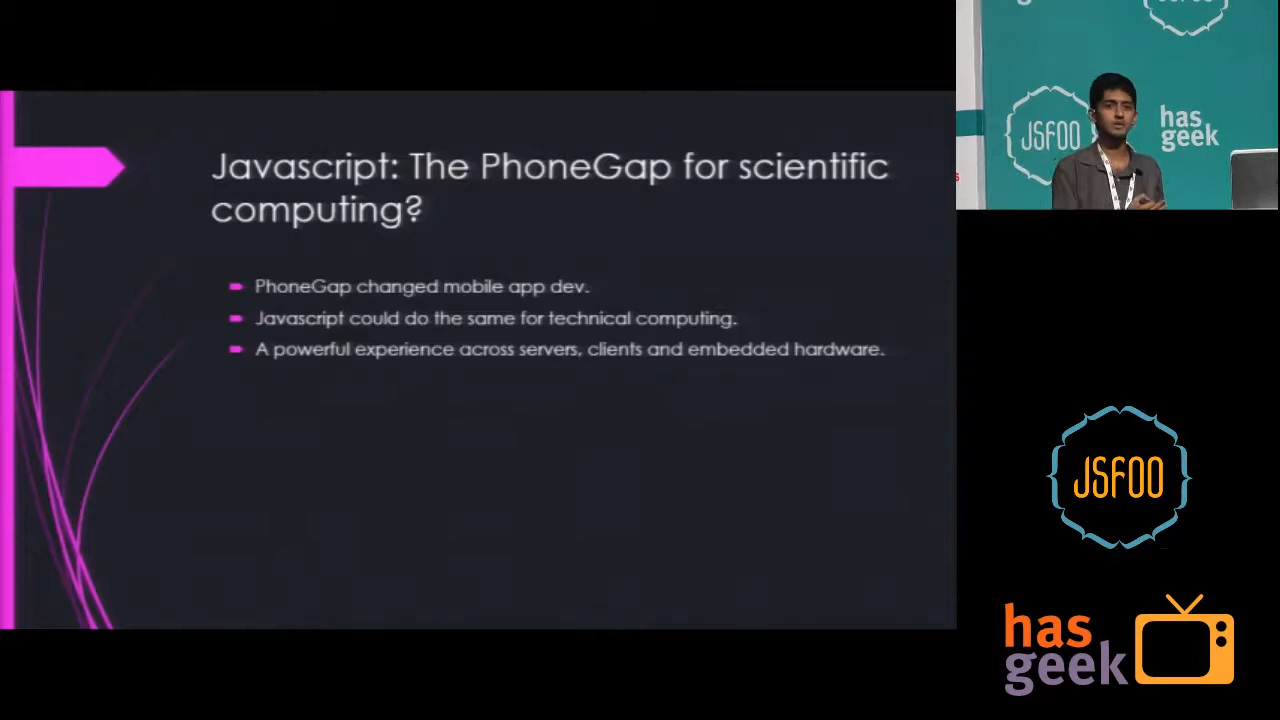 Javascript: The PhoneGap for scientific
computing?
PhoneGap changed mobile app dev.
Javascript could do the same for technical computing.
A powerful experience across servers, clients and embedded hardware.
JSFOO
has
geek
JSFOO
has
geek